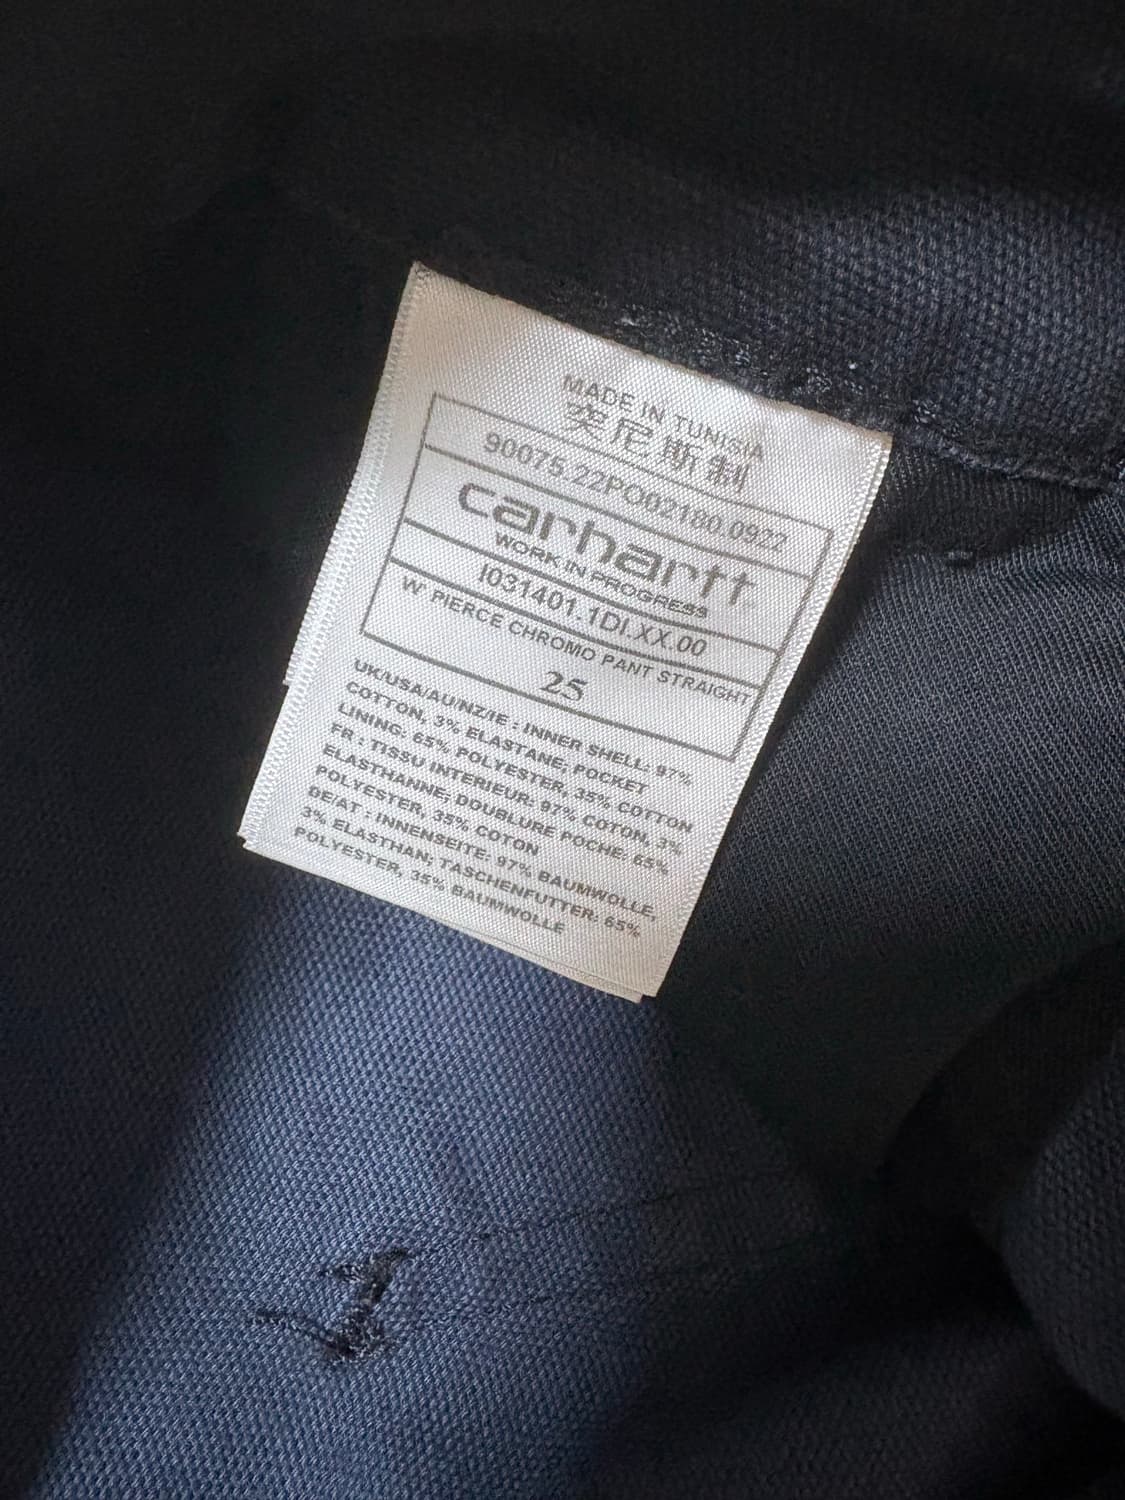 MADE IN TUNISIA
突尼斯制
90075.22PO02180.0922
carhartt
WORK IN PROGRESS
I031401.1DI.XX.00
W' PIERCE CHROMO PANT STRAIGHT
25
UK/USA/AU/NZ/IE : INNER SHELL: 97%
COTTON, 3% ELASTANE; POCKET
LINING: 65% POLYESTER, 35% COTTON
FR : TISSU INTERIEUR: 97% COTON, 3%
ELASTHANNE; DOUBLURE POCHE: 65%
POLYESTER, 35% COTON
DE/AT : INNENSEITE: 97% BAUMWOLLE,
3% ELASTHAN; TASCHENFUTTER: 65%
POLYESTER, 35% BAUMWOLLE